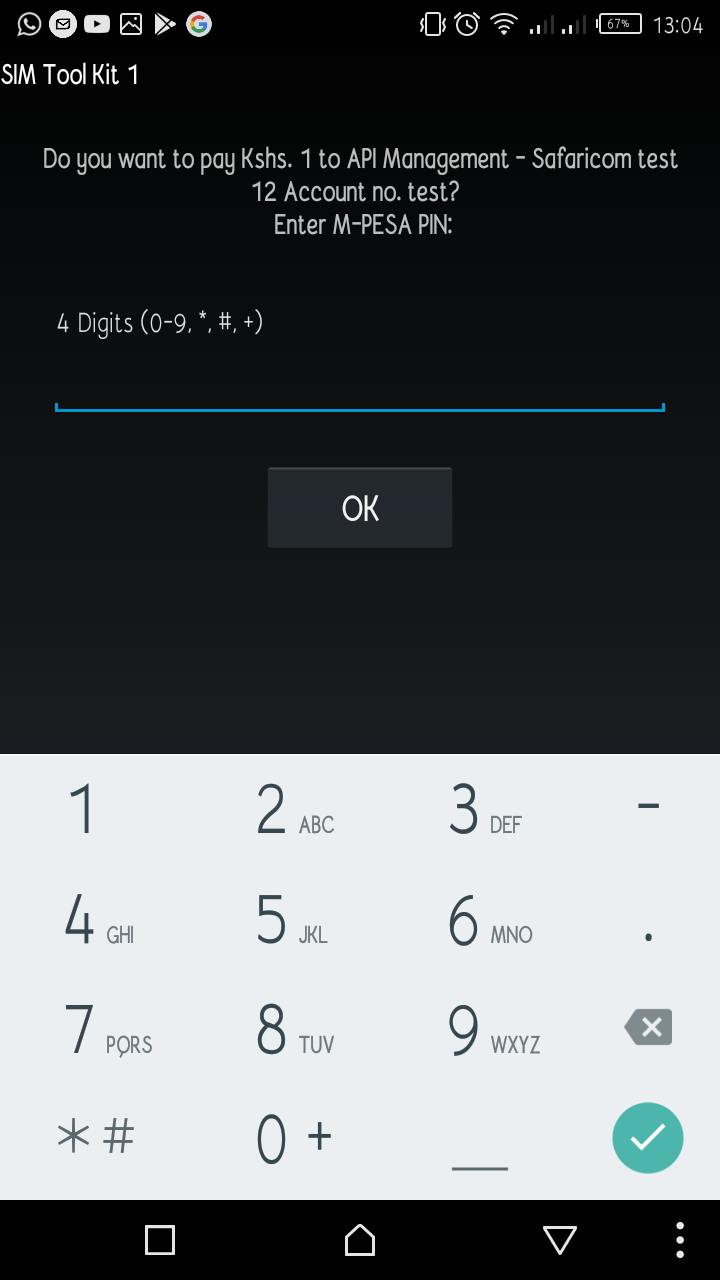 67% 13:04
SIM Tool Kit 1
Do you want to pay Kshs. 1 to API Management - Safaricom test
12 Account no. test?
Enter M-PESA PIN:
4 Digits (0-9, *, #, +)
OK
1 2 ABC 3 DEF -
4 GHI 5 JKL 6 MNO .
7 PQRS 8 TUV 9 WXYZ
*# 0 + _